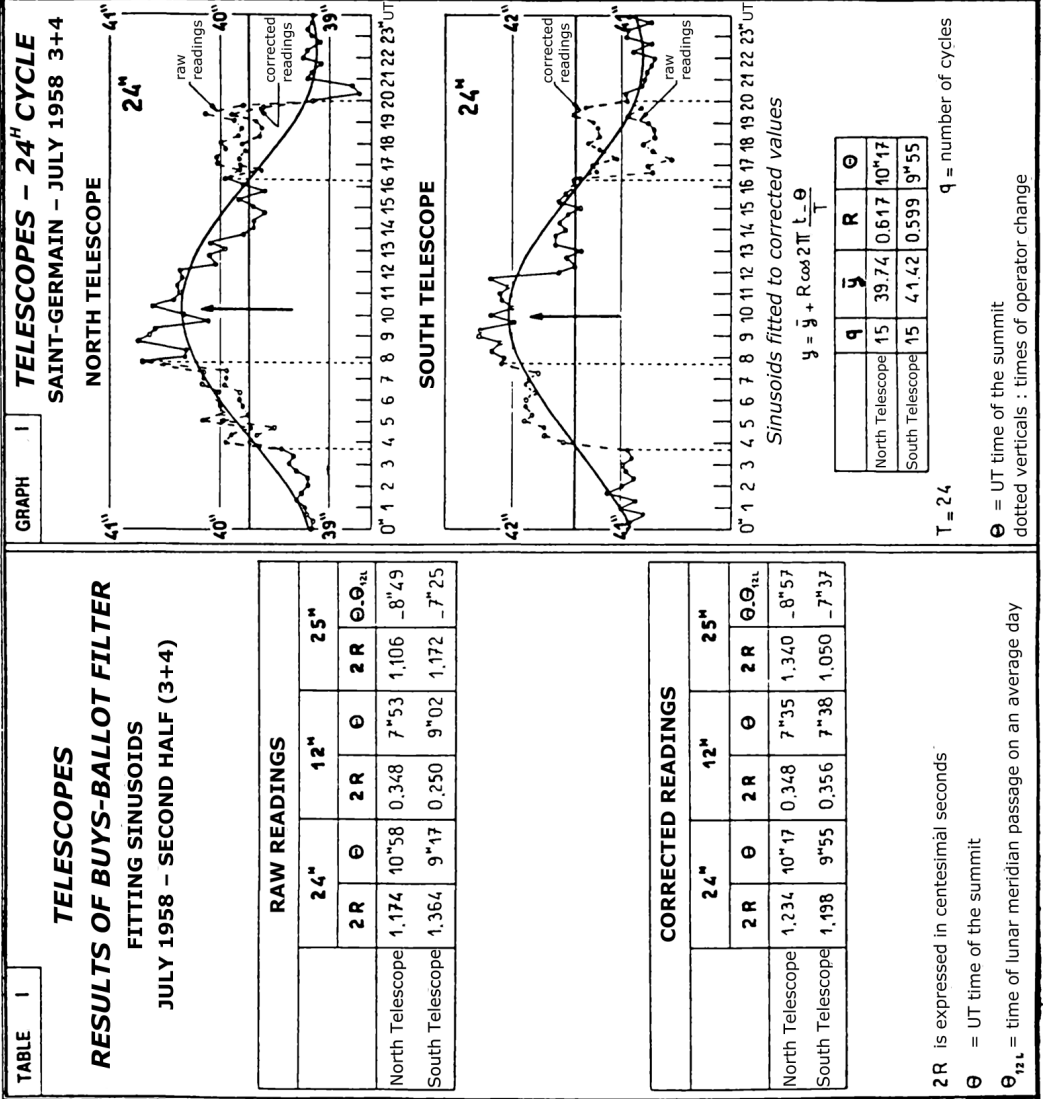 TABLE I
TELESCOPES
RESULTS OF BUYS-BALLOT FILTER
FITTING SINUSOIDS
JULY 1958 – SECOND HALF (3+4)
RAW READINGS
24ᴴ 12ᴴ 25ᴴ
2 R Θ 2 R Θ 2 R Θ-Θ₁₂L
North Telescope 1,174 10ᴴ58 0,348 7ᴴ53 1,106 -8ᴴ49
South Telescope 1.364 9ᴴ17 0,250 9ᴴ02 1,172 -7ᴴ25
CORRECTED READINGS
24ᴴ 12ᴴ 25ᴴ
2 R Θ 2 R Θ 2 R Θ-Θ₁₂L
North Telescope 1,234 10ᴴ17 0,348 7ᴴ35 1,340 -8ᴴ57
South Telescope 1,198 9ᴴ55 0,356 7ᴴ38 1,050 -7ᴴ37
2R is expressed in centesimal seconds
Θ = UT time of the summit
Θ₁₂L = time of lunar meridian passage on an average day
GRAPH I
TELESCOPES – 24ᴴ CYCLE
SAINT-GERMAIN – JULY 1958 3+4
NORTH TELESCOPE
41" 41"
24ᴴ
40" 40"
raw
readings
corrected
readings
39" 39"
0ᴴ 1 2 3 4 5 6 7 8 9 10 11 12 13 14 15 16 17 18 19 20 21 22 23ᴴ UT
SOUTH TELESCOPE
24ᴴ
42" 42"
corrected
readings
41" 41"
raw
readings
0ᴴ 1 2 3 4 5 6 7 8 9 10 11 12 13 14 15 16 17 18 19 20 21 22 23ᴴ UT
Sinusoids fitted to corrected values
y = ȳ + R cos 2π (t - Θ)/T
q ȳ R Θ
North Telescope 15 39.74 0.617 10ᴴ17
South Telescope 15 41.42 0.599 9ᴴ55
T = 24 q = number of cycles
Θ = UT time of the summit
dotted verticals : times of operator change